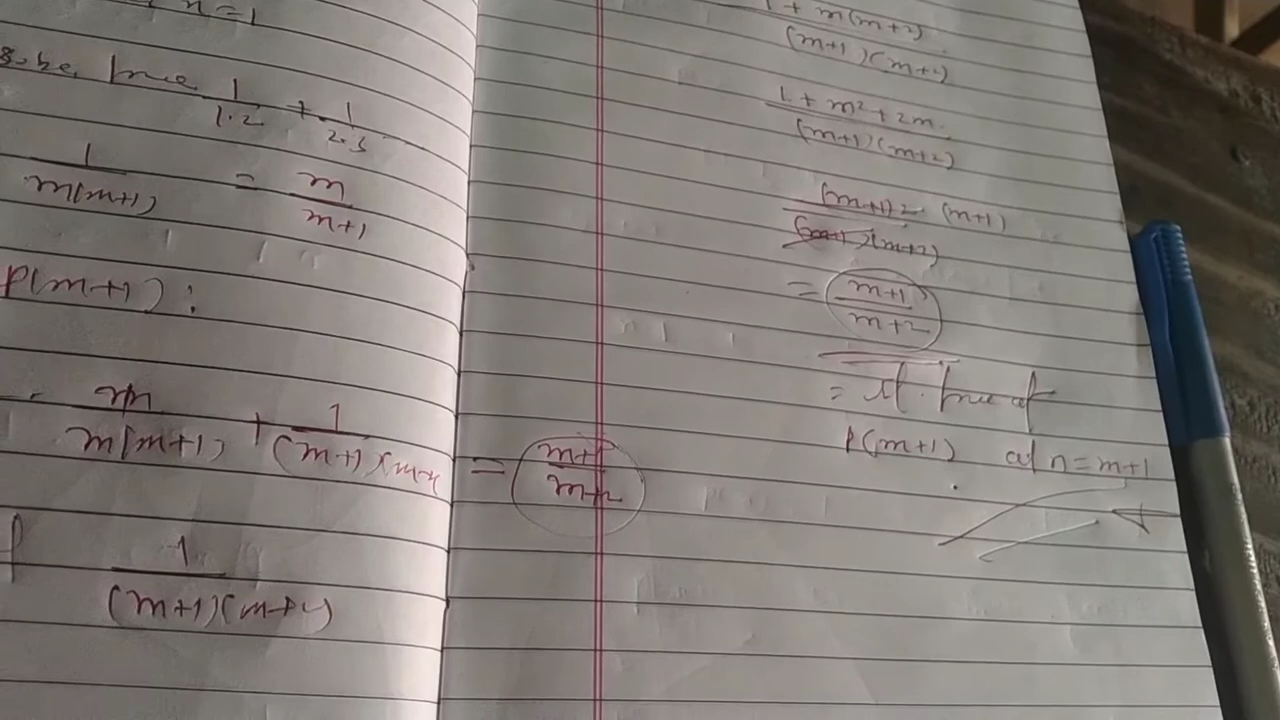 n=1
be true 1/1.2 + 1/2.3
1/m(m+1) = m/m+1
P(m+1):
m/m(m+1) + 1/(m+1)(m+2 = m+1/m+2
1/(m+1)(m+2)
1 + m(m+2)/(m+1)(m+2)
1 + m² + 2m/(m+1)(m+2)
(m+1)2 (m+1)/(m+1)(m+2)
= m+1/m+2
= It true of
P(m+1) at n=m+1